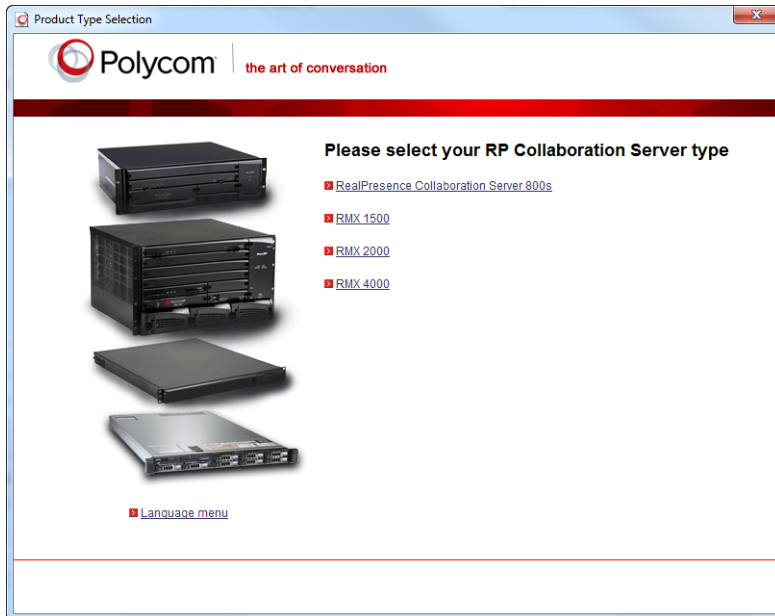 Product Type Selection
Polycom
the art of conversation
Please select your RP Collaboration Server type
RealPresence Collaboration Server 800s
RMX 1500
RMX 2000
RMX 4000
Language menu